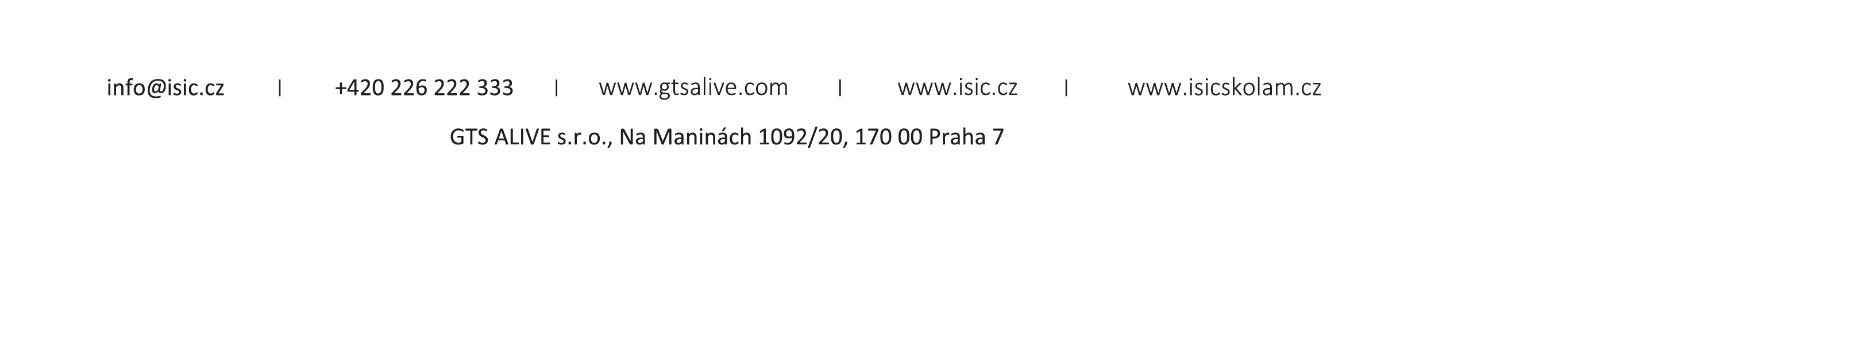 info@isic.cz | +420 226 222 333 | www.gtsalive.com | www.isic.cz | www.isicskolam.cz
GTS ALIVE s.r.o., Na Maninách 1092/20, 170 00 Praha 7